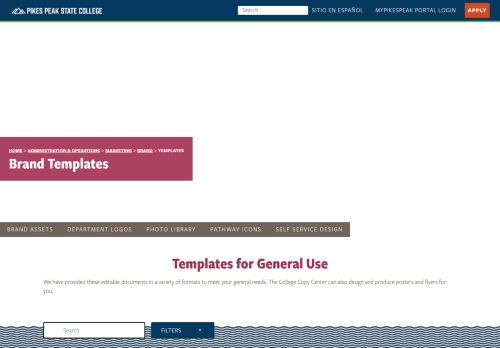 PIKES PEAK STATE COLLEGE
Search
SITIO EN ESPAÑOL
MYPIKESPEAK PORTAL LOGIN
APPLY
HOME > ADMINISTRATION & OPERATIONS > MARKETING > BRAND > TEMPLATES
Brand Templates
BRAND ASSETS
DEPARTMENT LOGOS
PHOTO LIBRARY
PATHWAY ICONS
SELF SERVICE DESIGN
Templates for General Use
We have provided these editable documents in a variety of formats to meet your general needs. The College Copy Center can also design and produce posters and flyers for
you.
Search
FILTERS